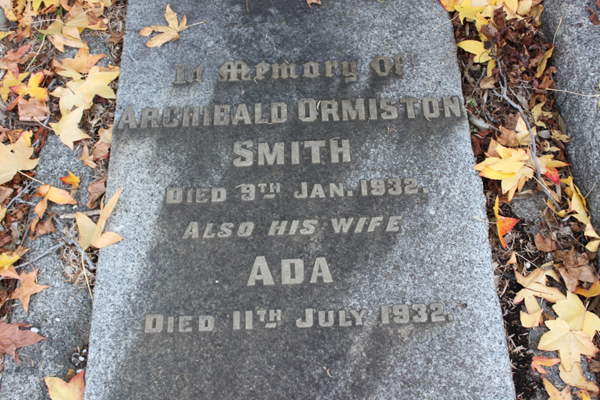 In Memory Of
ARCHIBALD ORMISTON
SMITH
DIED 9TH JAN. 1932.
ALSO HIS WIFE
ADA
DIED 11TH JULY 1932.